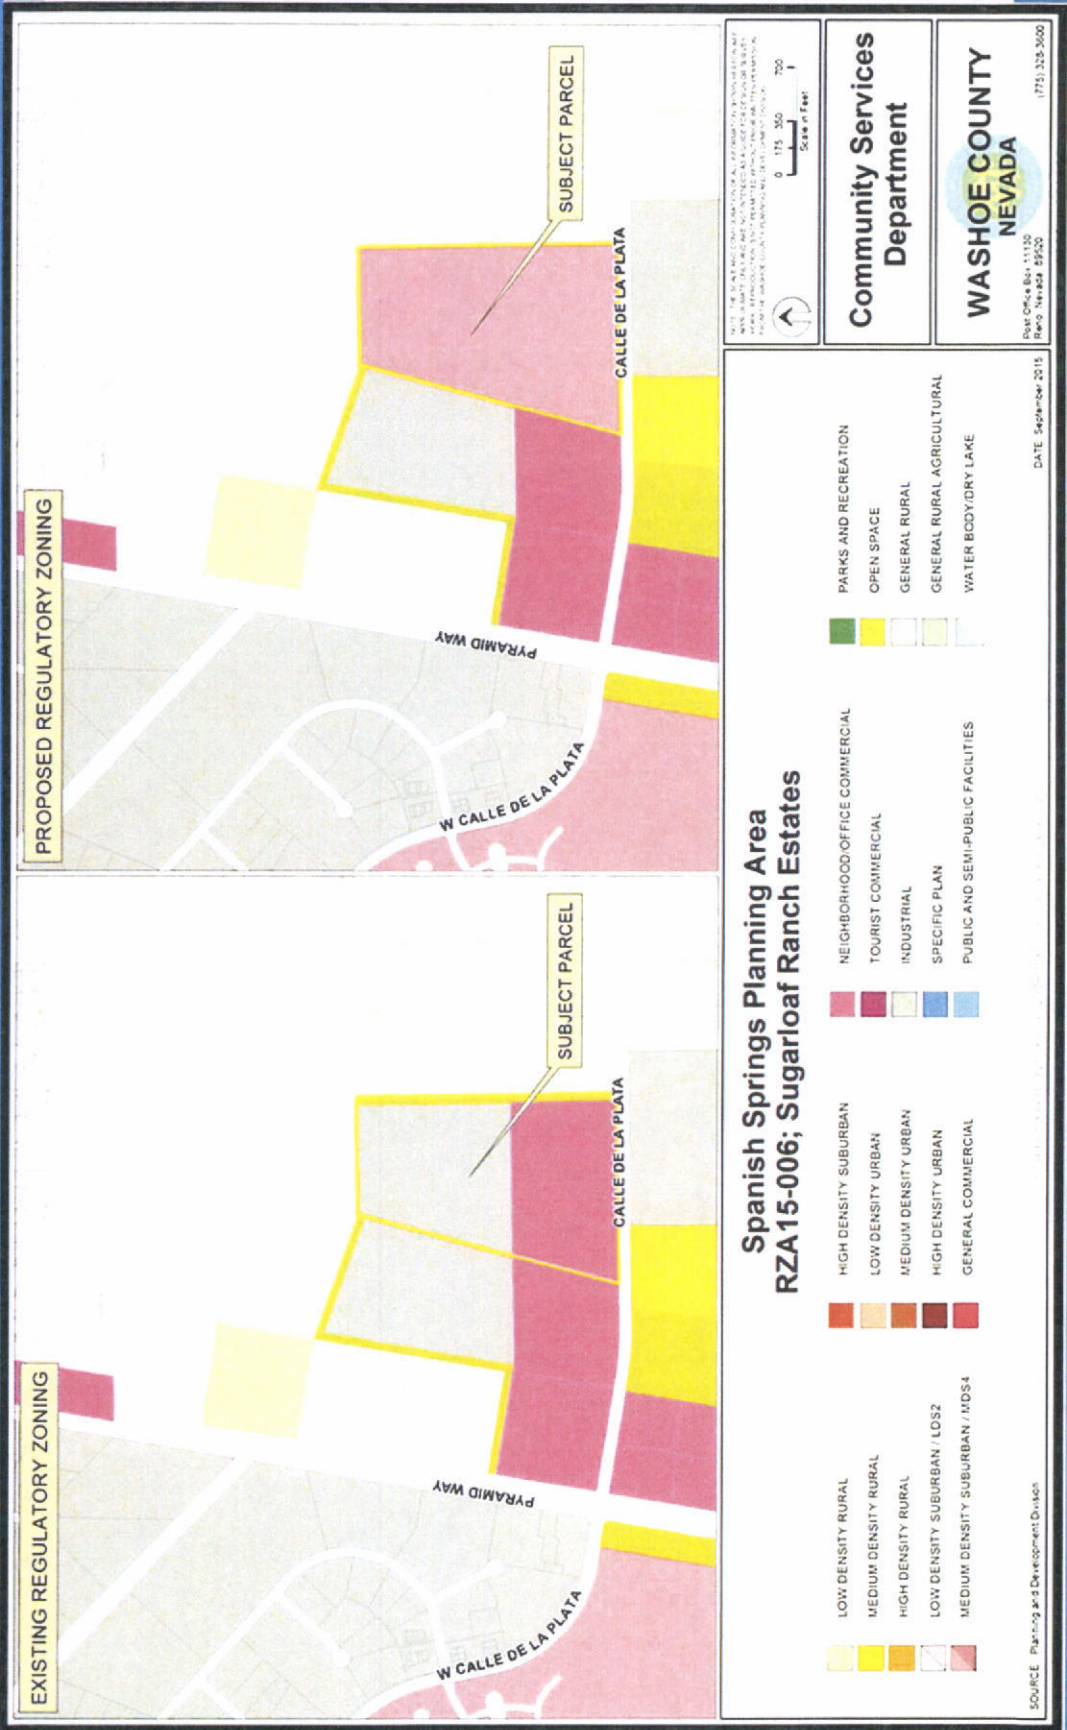 EXISTING REGULATORY ZONING
PYRAMID WAY
W CALLE DE LA PLATA
CALLE DE LA PLATA
SUBJECT PARCEL
PROPOSED REGULATORY ZONING
PYRAMID WAY
W CALLE DE LA PLATA
CALLE DE LA PLATA
SUBJECT PARCEL
Spanish Springs Planning Area
RZA15-006; Sugarloaf Ranch Estates
LOW DENSITY RURAL
MEDIUM DENSITY RURAL
HIGH DENSITY RURAL
LOW DENSITY SUBURBAN / LDS2
MEDIUM DENSITY SUBURBAN / MDS4
HIGH DENSITY SUBURBAN
LOW DENSITY URBAN
MEDIUM DENSITY URBAN
HIGH DENSITY URBAN
GENERAL COMMERCIAL
NEIGHBORHOOD/OFFICE COMMERCIAL
TOURIST COMMERCIAL
INDUSTRIAL
SPECIFIC PLAN
PUBLIC AND SEMI-PUBLIC FACILITIES
PARKS AND RECREATION
OPEN SPACE
GENERAL RURAL
GENERAL RURAL AGRICULTURAL
WATER BODY/DRY LAKE
SOURCE: Planning and Development Division
DATE: September 2015
0 175 350 700
Scale in Feet
Community Services
Department
WASHOE COUNTY
NEVADA
Post Office Box 11130
Reno, Nevada 89520
(775) 328-3600